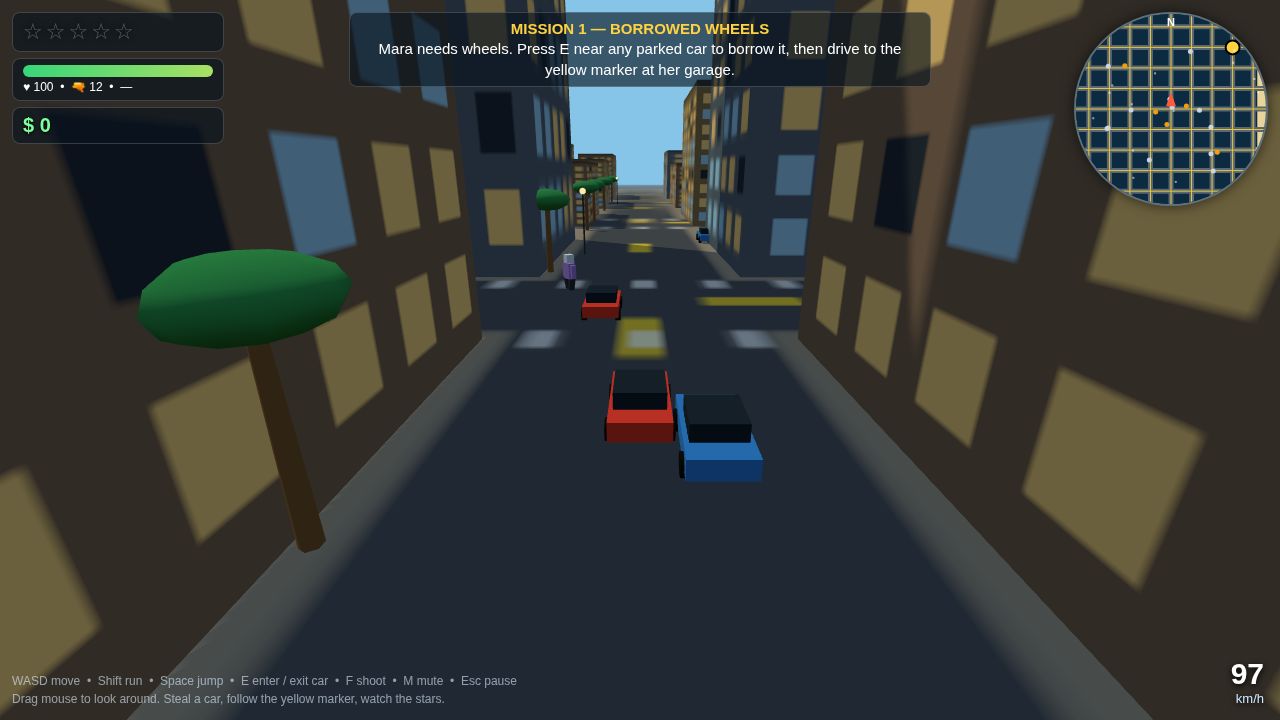 ☆☆☆☆☆
♥ 100 • 🔫 12 • —
$ 0
MISSION 1 — BORROWED WHEELS
Mara needs wheels. Press E near any parked car to borrow it, then drive to the
yellow marker at her garage.
N
WASD move • Shift run • Space jump • E enter / exit car • F shoot • M mute • Esc pause
Drag mouse to look around. Steal a car, follow the yellow marker, watch the stars.
97
km/h